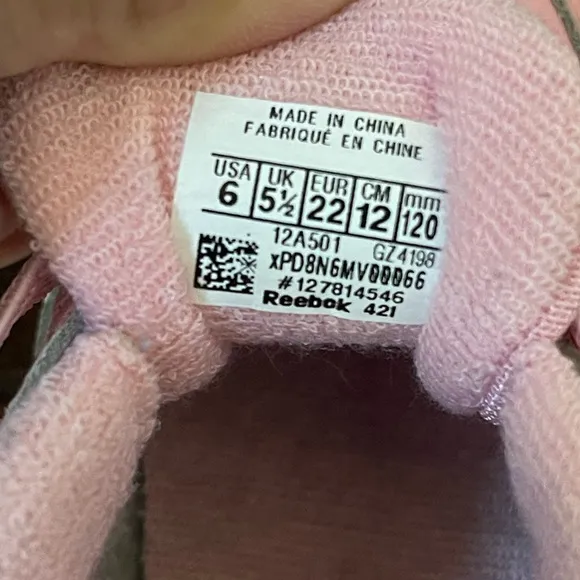 MADE IN CHINA
FABRIQUÉ EN CHINE
USA UK EUR CM mm
6 5½ 22 12 120
12A501 GZ4198
xPD8N6MV00066
#127814546
Reebok 421